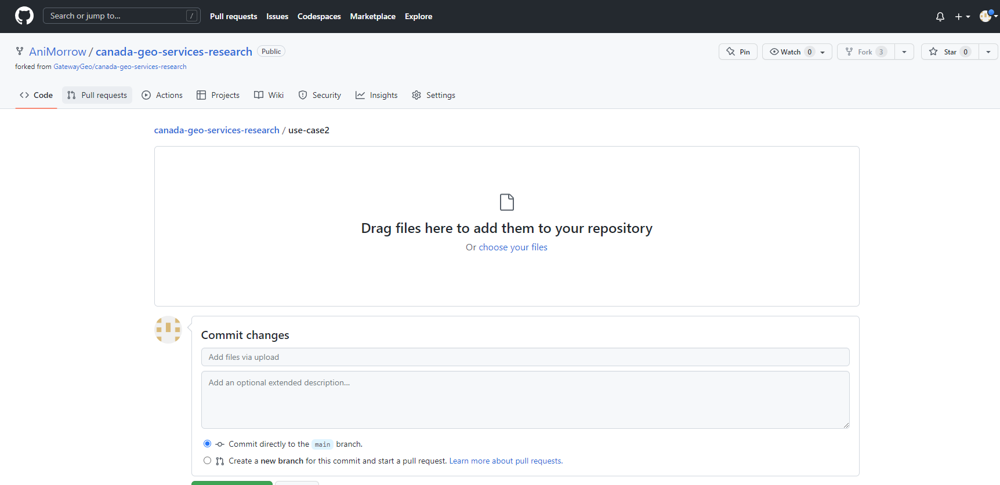 Search or jump to... / Pull requests Issues Codespaces Marketplace Explore
AniMorrow / canada-geo-services-research Public Pin Watch 0 Fork 3 Star 0
forked from GatewayGeo/canada-geo-services-research
Code Pull requests Actions Projects Wiki Security Insights Settings
canada-geo-services-research / use-case2
Drag files here to add them to your repository
Or choose your files
Commit changes
Add files via upload
Add an optional extended description...
Commit directly to the main branch.
Create a new branch for this commit and start a pull request. Learn more about pull requests.